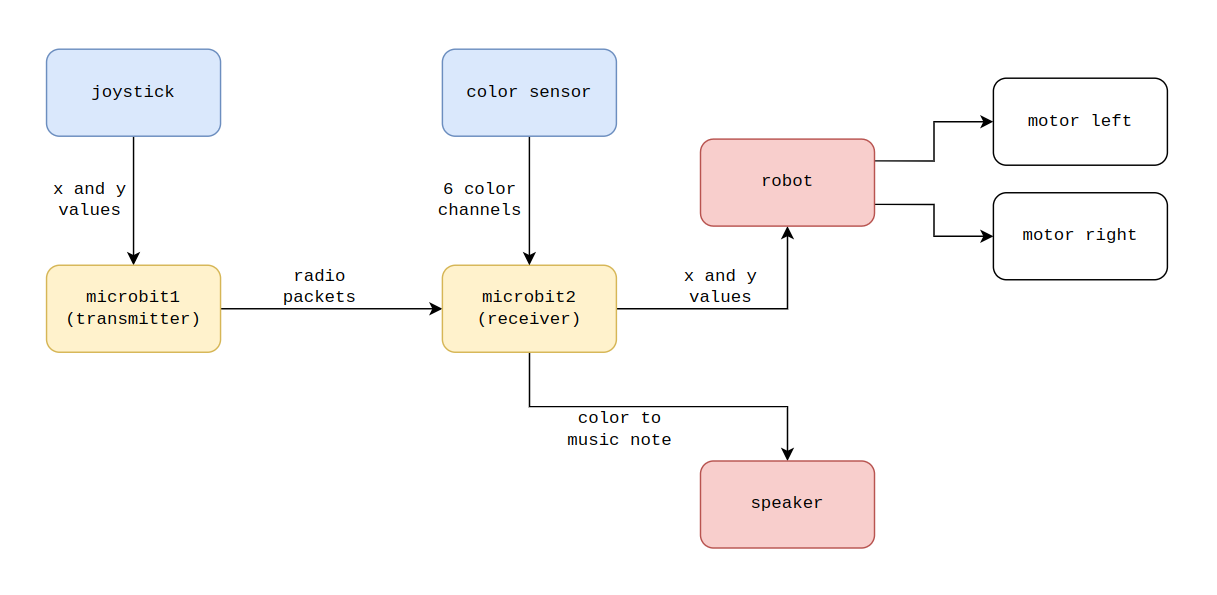 joystick
color sensor
motor left
robot
x and y
values
6 color
channels
motor right
radio
packets
x and y
values
microbit1
(transmitter)
microbit2
(receiver)
color to
music note
speaker